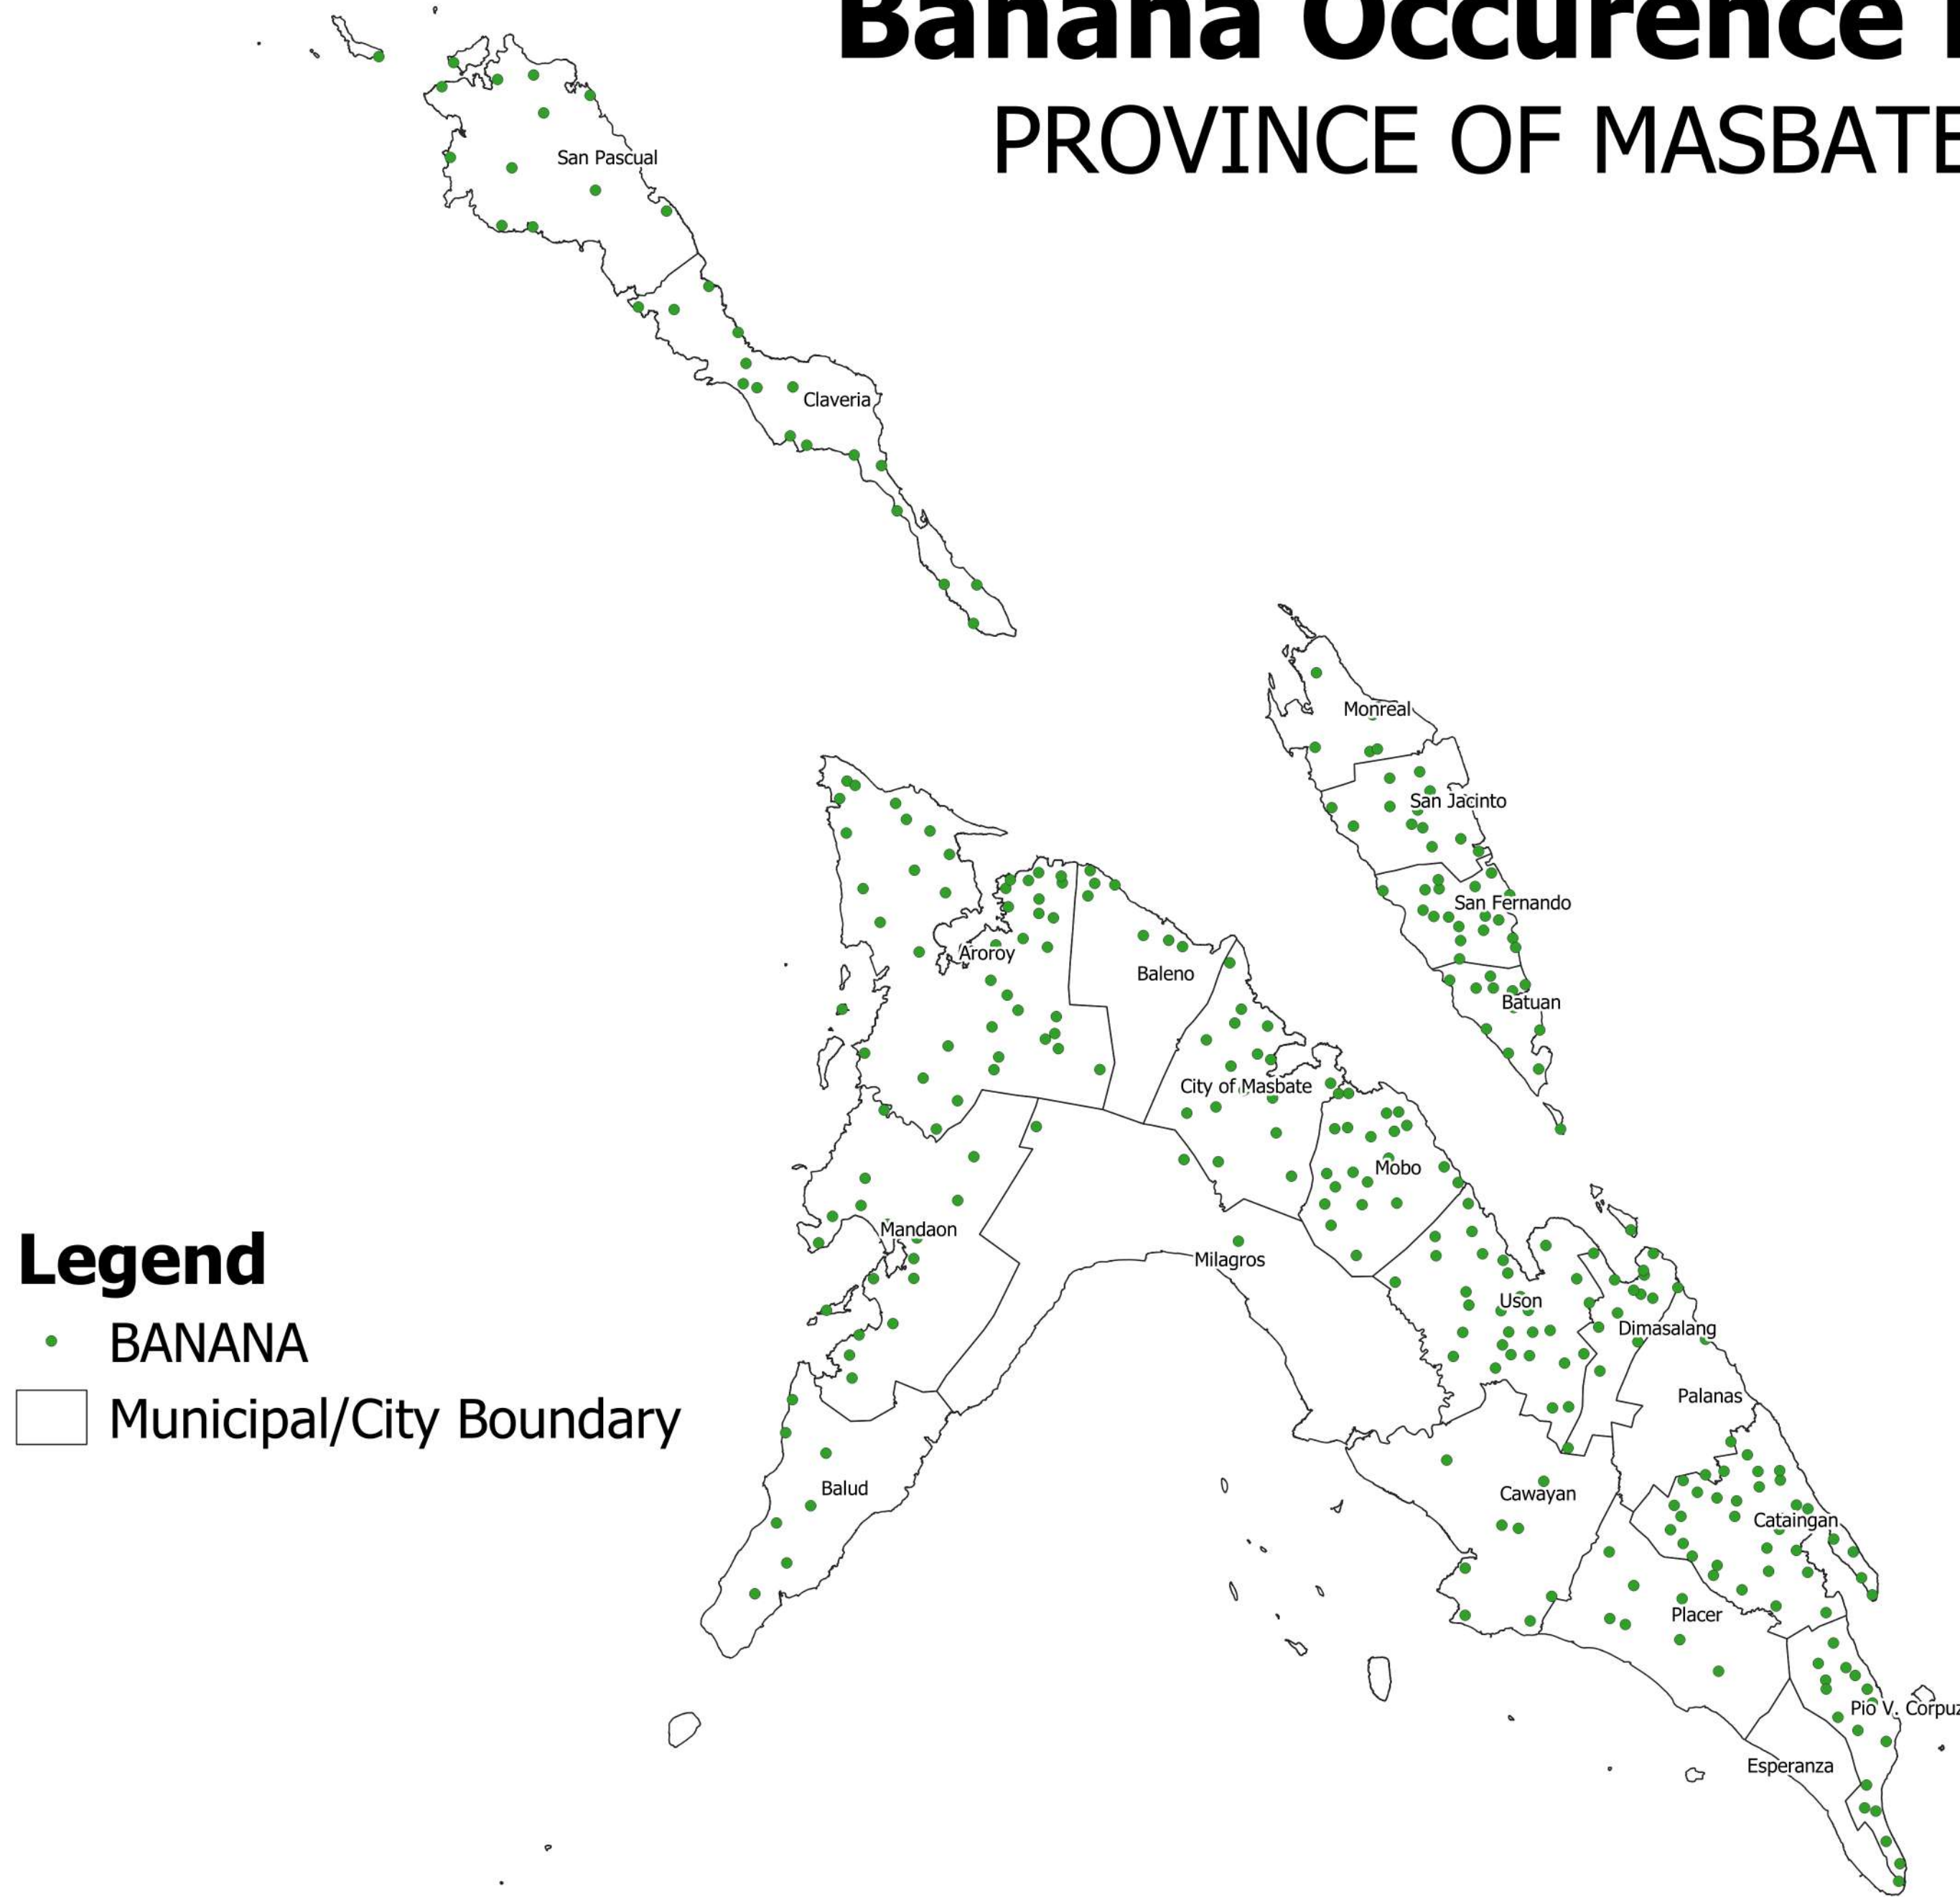 Banana Occurence
PROVINCE OF MASBATE
San Pascual
Claveria
Monreal
San Jacinto
San Fernando
Batuan
Aroroy
Baleno
City of Masbate
Mobo
Mandaon
Milagros
Uson
Dimasalang
Palanas
Balud
Cawayan
Cataingan
Placer
Pio V. Corpuz
Esperanza
Legend
BANANA
Municipal/City Boundary